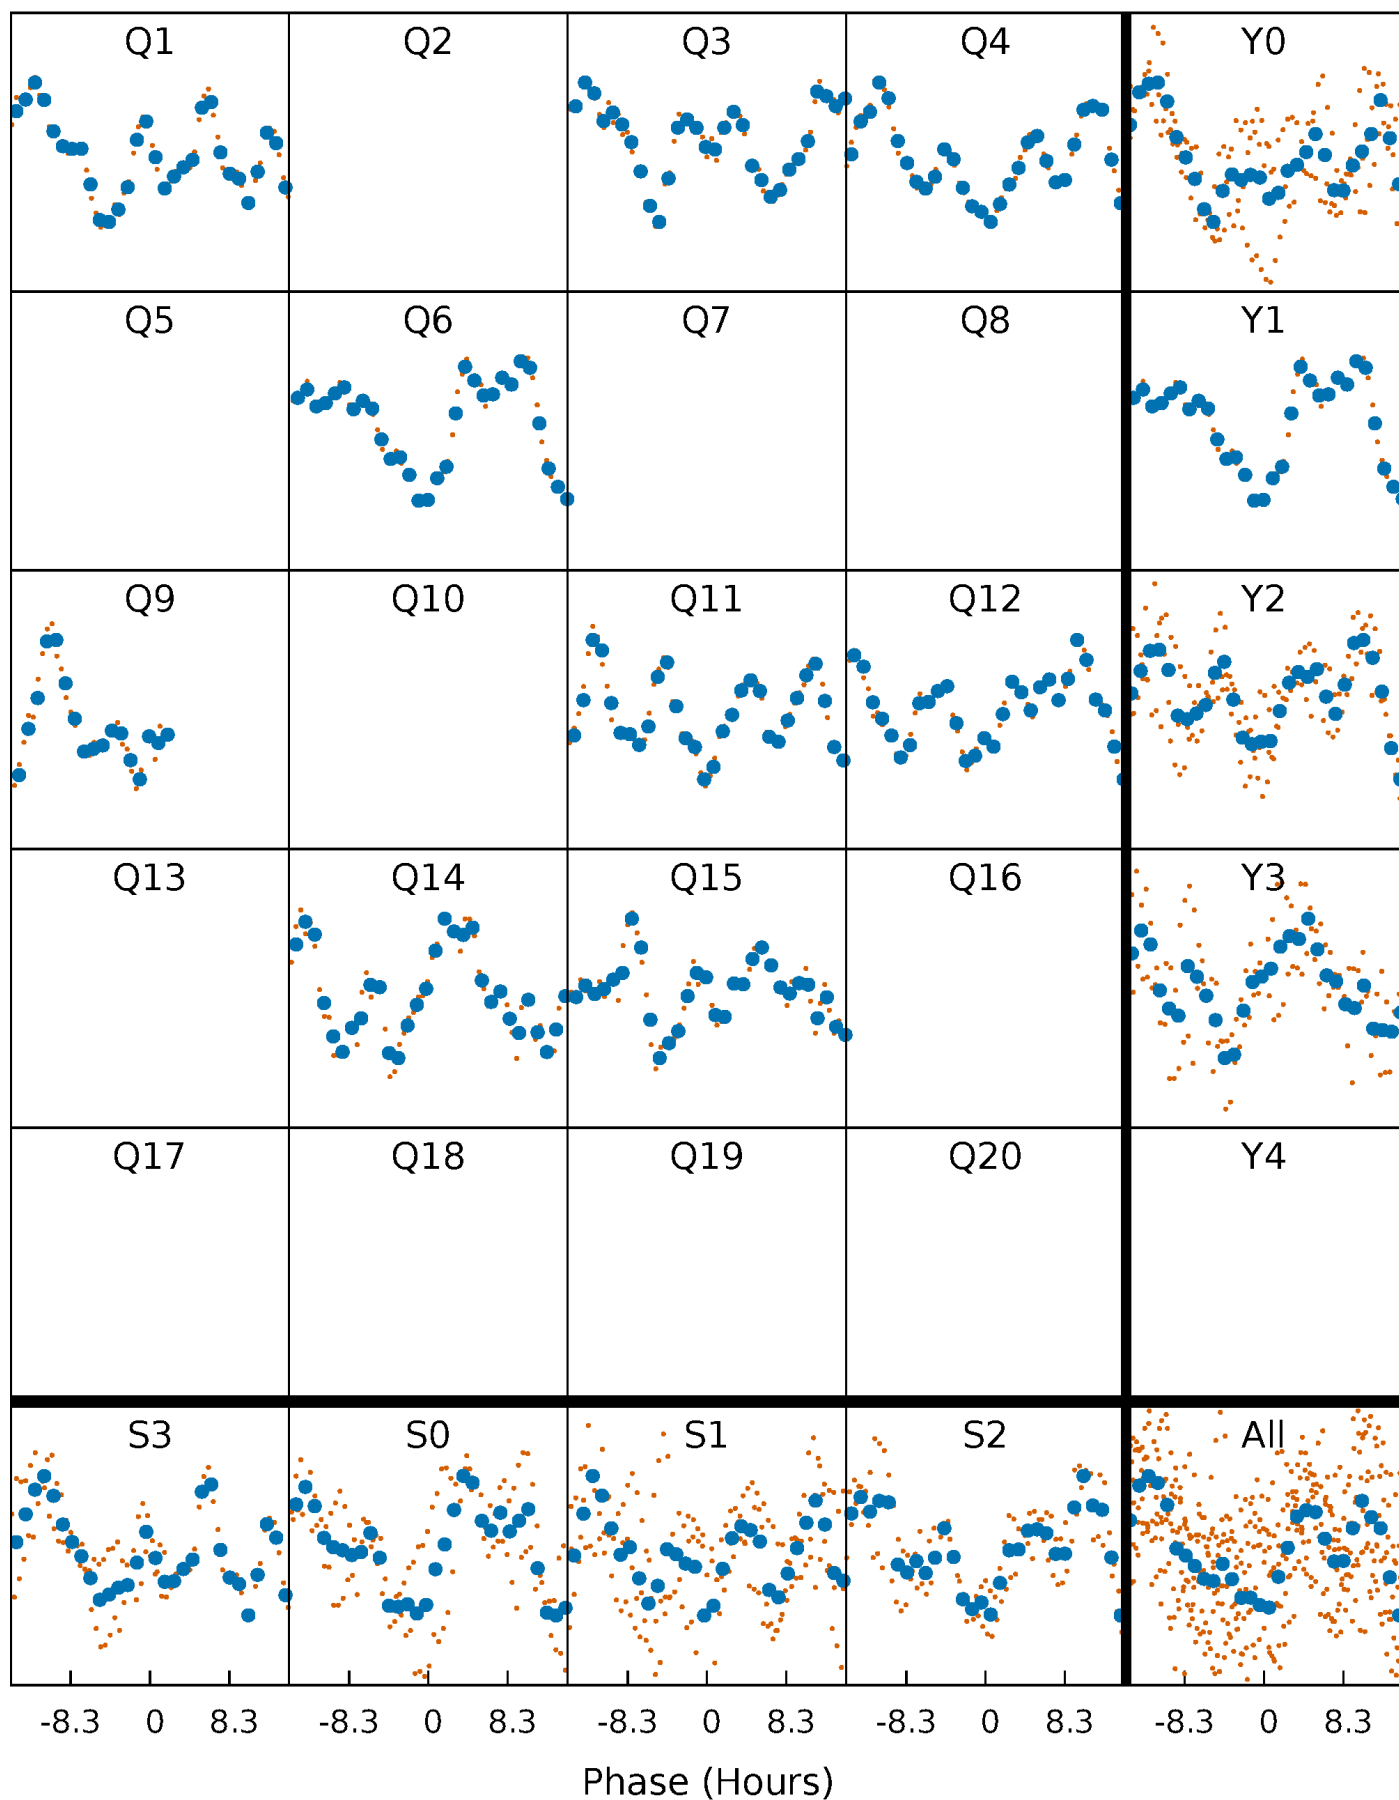 Q1 Q2 Q3 Q4 Y0
Q5 Q6 Q7 Q8 Y1
Q9 Q10 Q11 Q12 Y2
Q13 Q14 Q15 Q16 Y3
Q17 Q18 Q19 Q20 Y4
S3 S0 S1 S2 All
-8.3 0 8.3 -8.3 0 8.3 -8.3 0 8.3 -8.3 0 8.3 -8.3 0 8.3
Phase (Hours)